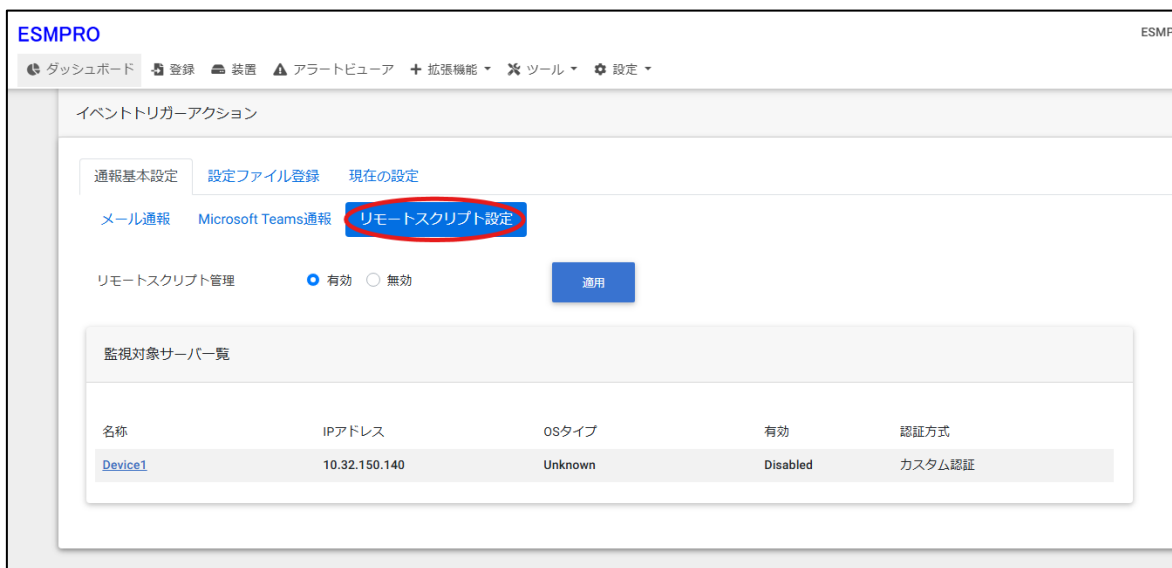 ESMPRO ESMP
ダッシュボード 登録 装置 アラートビューア 拡張機能 ツール 設定
イベントトリガーアクション
通報基本設定 設定ファイル登録 現在の設定
メール通報 Microsoft Teams通報 リモートスクリプト設定
リモートスクリプト管理 有効 無効 適用
監視対象サーバ一覧
名称 IPアドレス OSタイプ 有効 認証方式
Device1 10.32.150.140 Unknown Disabled カスタム認証